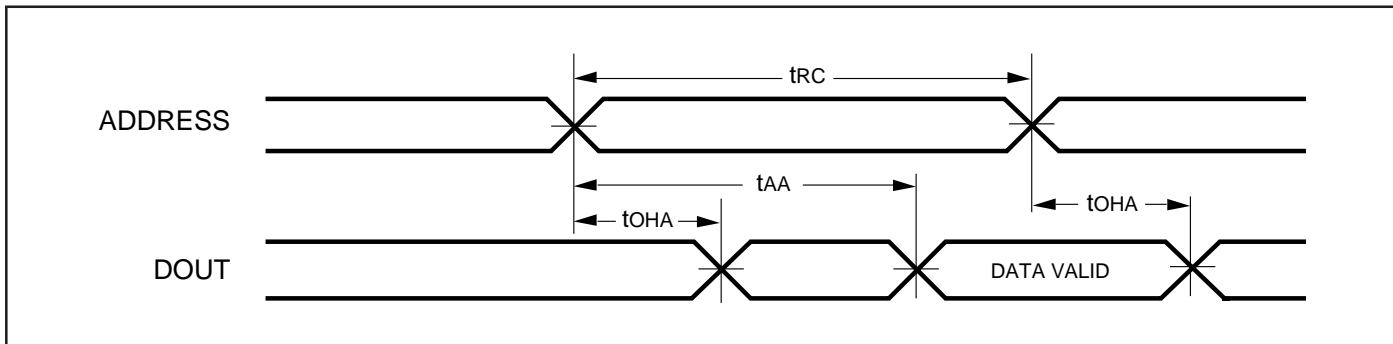 tRC
ADDRESS
tAA
tOHA
tOHA
DOUT
DATA VALID